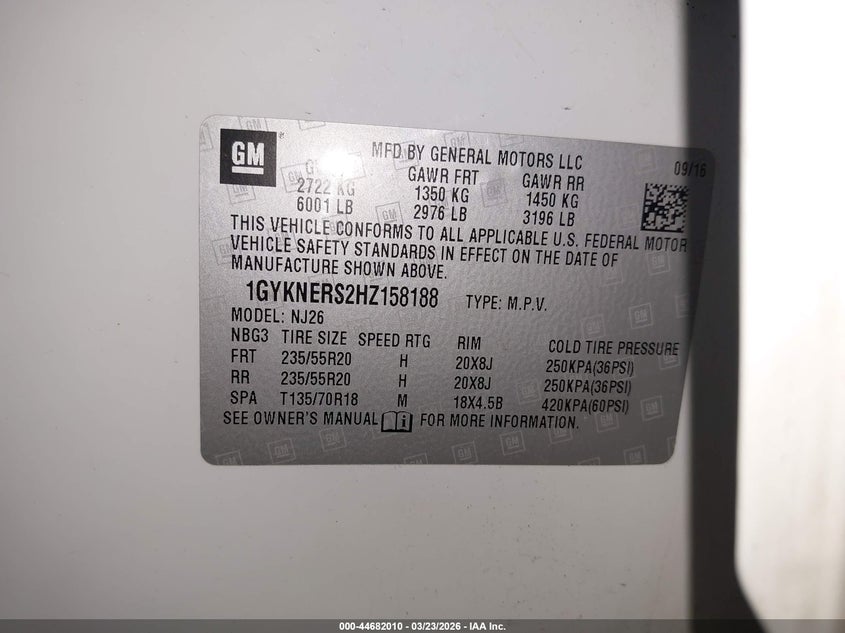 GM
MFD BY GENERAL MOTORS LLC
09/16
GAWR FRT GAWR RR
2722 KG 1350 KG 1450 KG
6001 LB 2976 LB 3196 LB
THIS VEHICLE CONFORMS TO ALL APPLICABLE U.S. FEDERAL MOTOR
VEHICLE SAFETY STANDARDS IN EFFECT ON THE DATE OF
MANUFACTURE SHOWN ABOVE.
1GYKNERS2HZ158188 TYPE: M.P.V.
MODEL: NJ26
NBG3 TIRE SIZE SPEED RTG RIM COLD TIRE PRESSURE
FRT 235/55R20 H 20X8J 250KPA(36PSI)
RR 235/55R20 H 20X8J 250KPA(36PSI)
SPA T135/70R18 M 18X4.5B 420KPA(60PSI)
SEE OWNER'S MANUAL i FOR MORE INFORMATION.
000-44682010 — 03/23/2026 — IAA Inc.